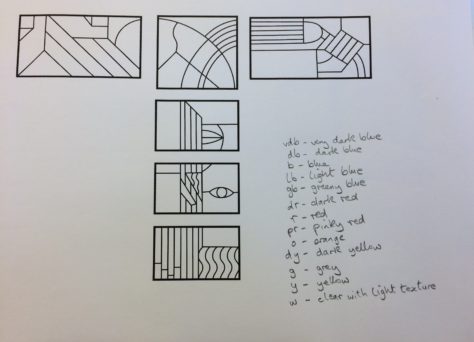 vdb - very dark blue
db - dark blue
b - blue
lb - light blue
gb - greeny blue
dr - dark red
r - red
pr - pinky red
o - orange
dy - dark yellow
g - grey
y - yellow
w - clear with light texture